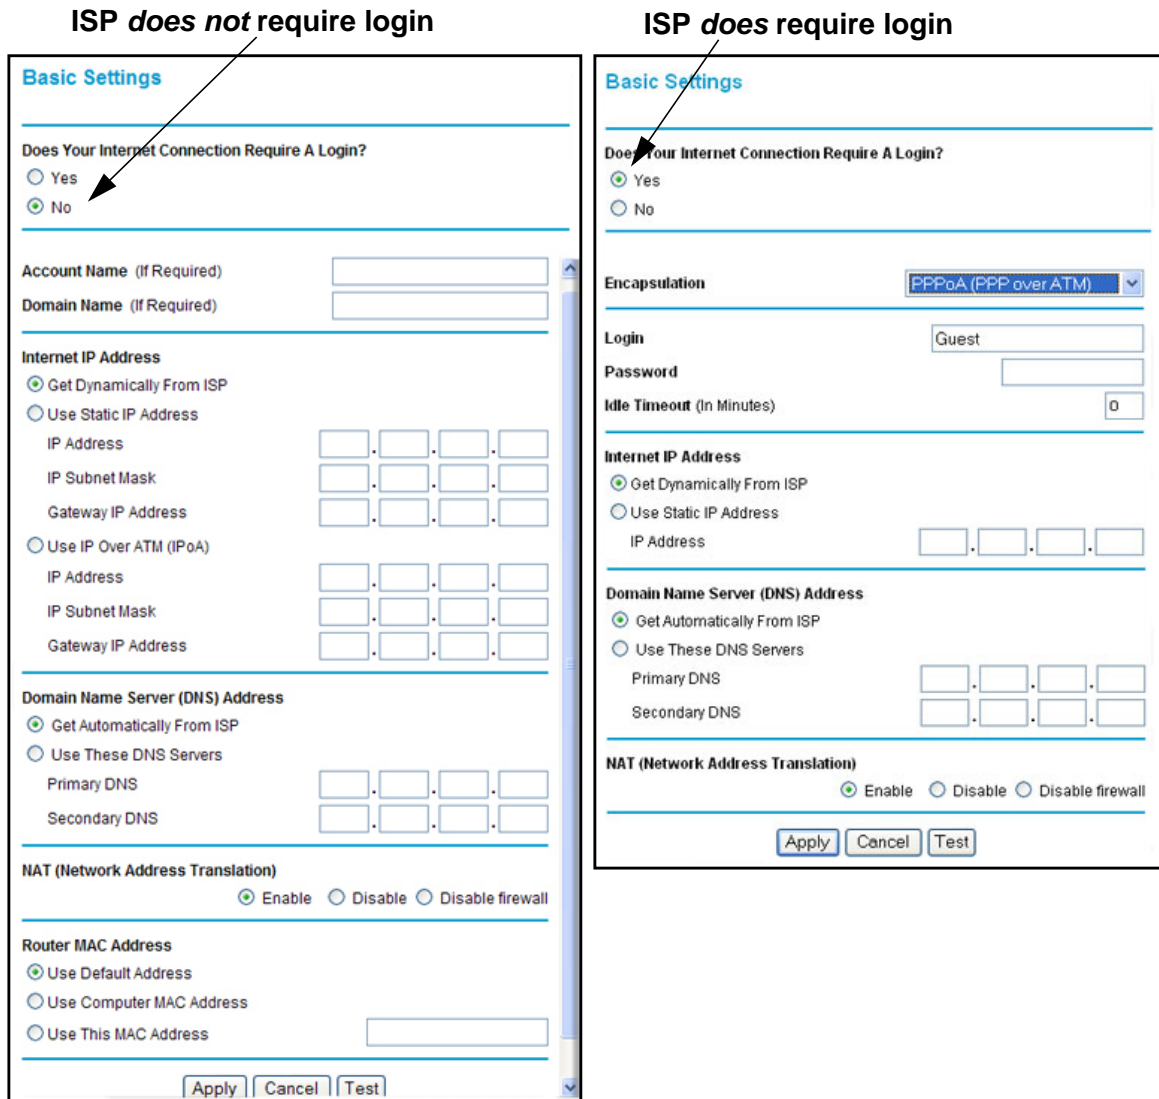 ISP does not require login
Basic Settings
Does Your Internet Connection Require A Login?
Yes
No
Account Name (If Required)
Domain Name (If Required)
Internet IP Address
Get Dynamically From ISP
Use Static IP Address
IP Address
IP Subnet Mask
Gateway IP Address
Use IP Over ATM (IPoA)
IP Address
IP Subnet Mask
Gateway IP Address
Domain Name Server (DNS) Address
Get Automatically From ISP
Use These DNS Servers
Primary DNS
Secondary DNS
NAT (Network Address Translation)
Enable Disable Disable firewall
Router MAC Address
Use Default Address
Use Computer MAC Address
Use This MAC Address
Apply Cancel Test
ISP does require login
Basic Settings
Does Your Internet Connection Require A Login?
Yes
No
Encapsulation PPPoA (PPP over ATM)
Login Guest
Password
Idle Timeout (In Minutes) 0
Internet IP Address
Get Dynamically From ISP
Use Static IP Address
IP Address
Domain Name Server (DNS) Address
Get Automatically From ISP
Use These DNS Servers
Primary DNS
Secondary DNS
NAT (Network Address Translation)
Enable Disable Disable firewall
Apply Cancel Test